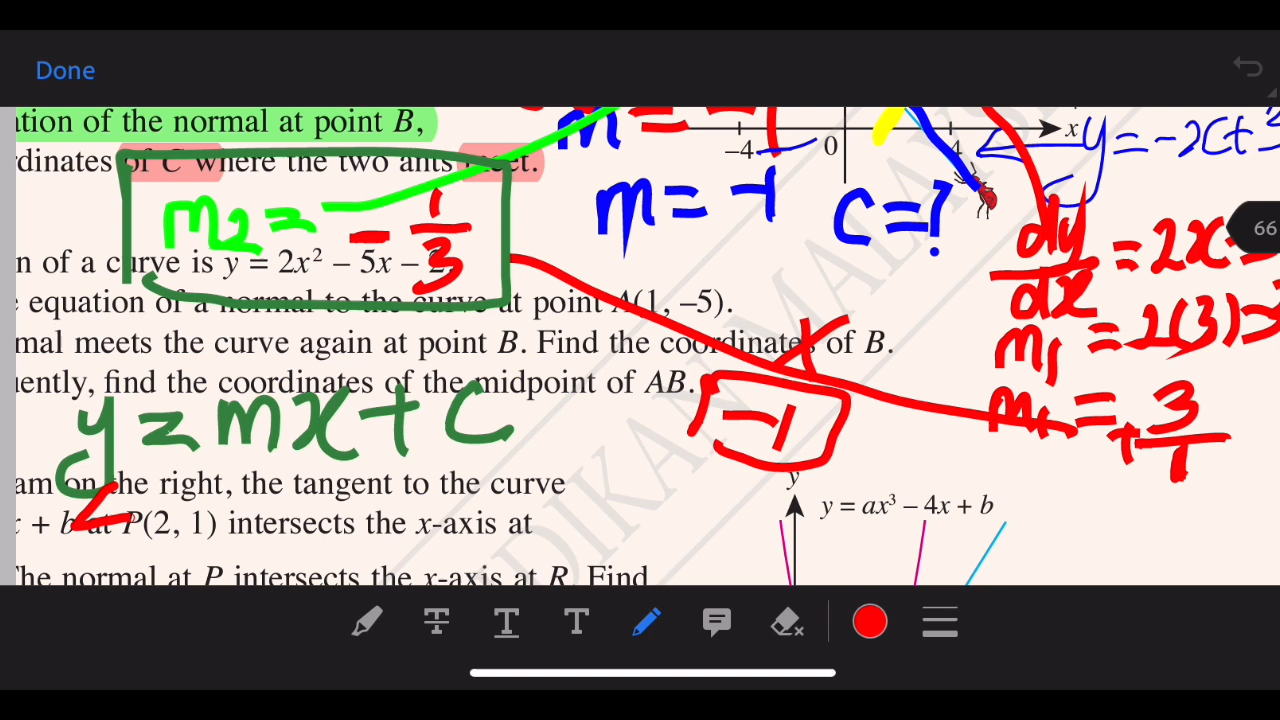 Done
ation of the normal at point B,
m = -1
-4 0 4 x
y = -2(t
rdinates of C where the two ants meet.
m2 = - 1/3
m = -1 c = ?
66
dy/dx = 2x
n of a curve is y = 2x² – 5x – 2
e equation of a normal to the curve at point A(1, –5).
m1 = 2(3)
mal meets the curve again at point B. Find the coordinates of B.
uently, find the coordinates of the midpoint of AB.
m1 = +3/1
-1
y = mx + c
am on the right, the tangent to the curve
y
y = ax³ – 4x + b
x + b at P(2, 1) intersects the x-axis at
The normal at P intersects the x-axis at R. Find
DIKAN MALAYS
T T T